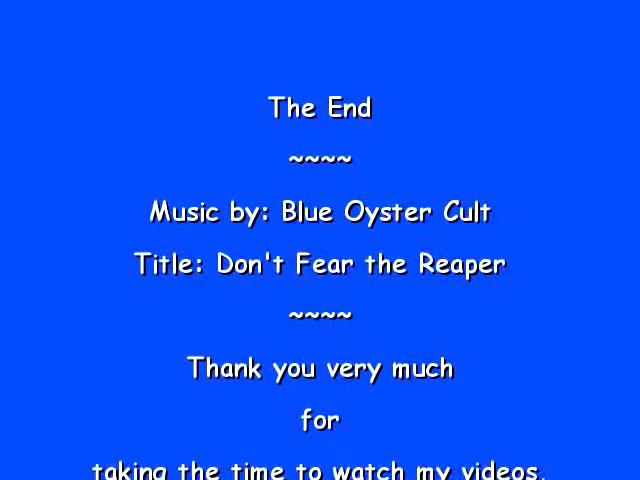 The End
~~~~
Music by: Blue Oyster Cult
Title: Don't Fear the Reaper
~~~~
Thank you very much
for
taking the time to watch my videos.